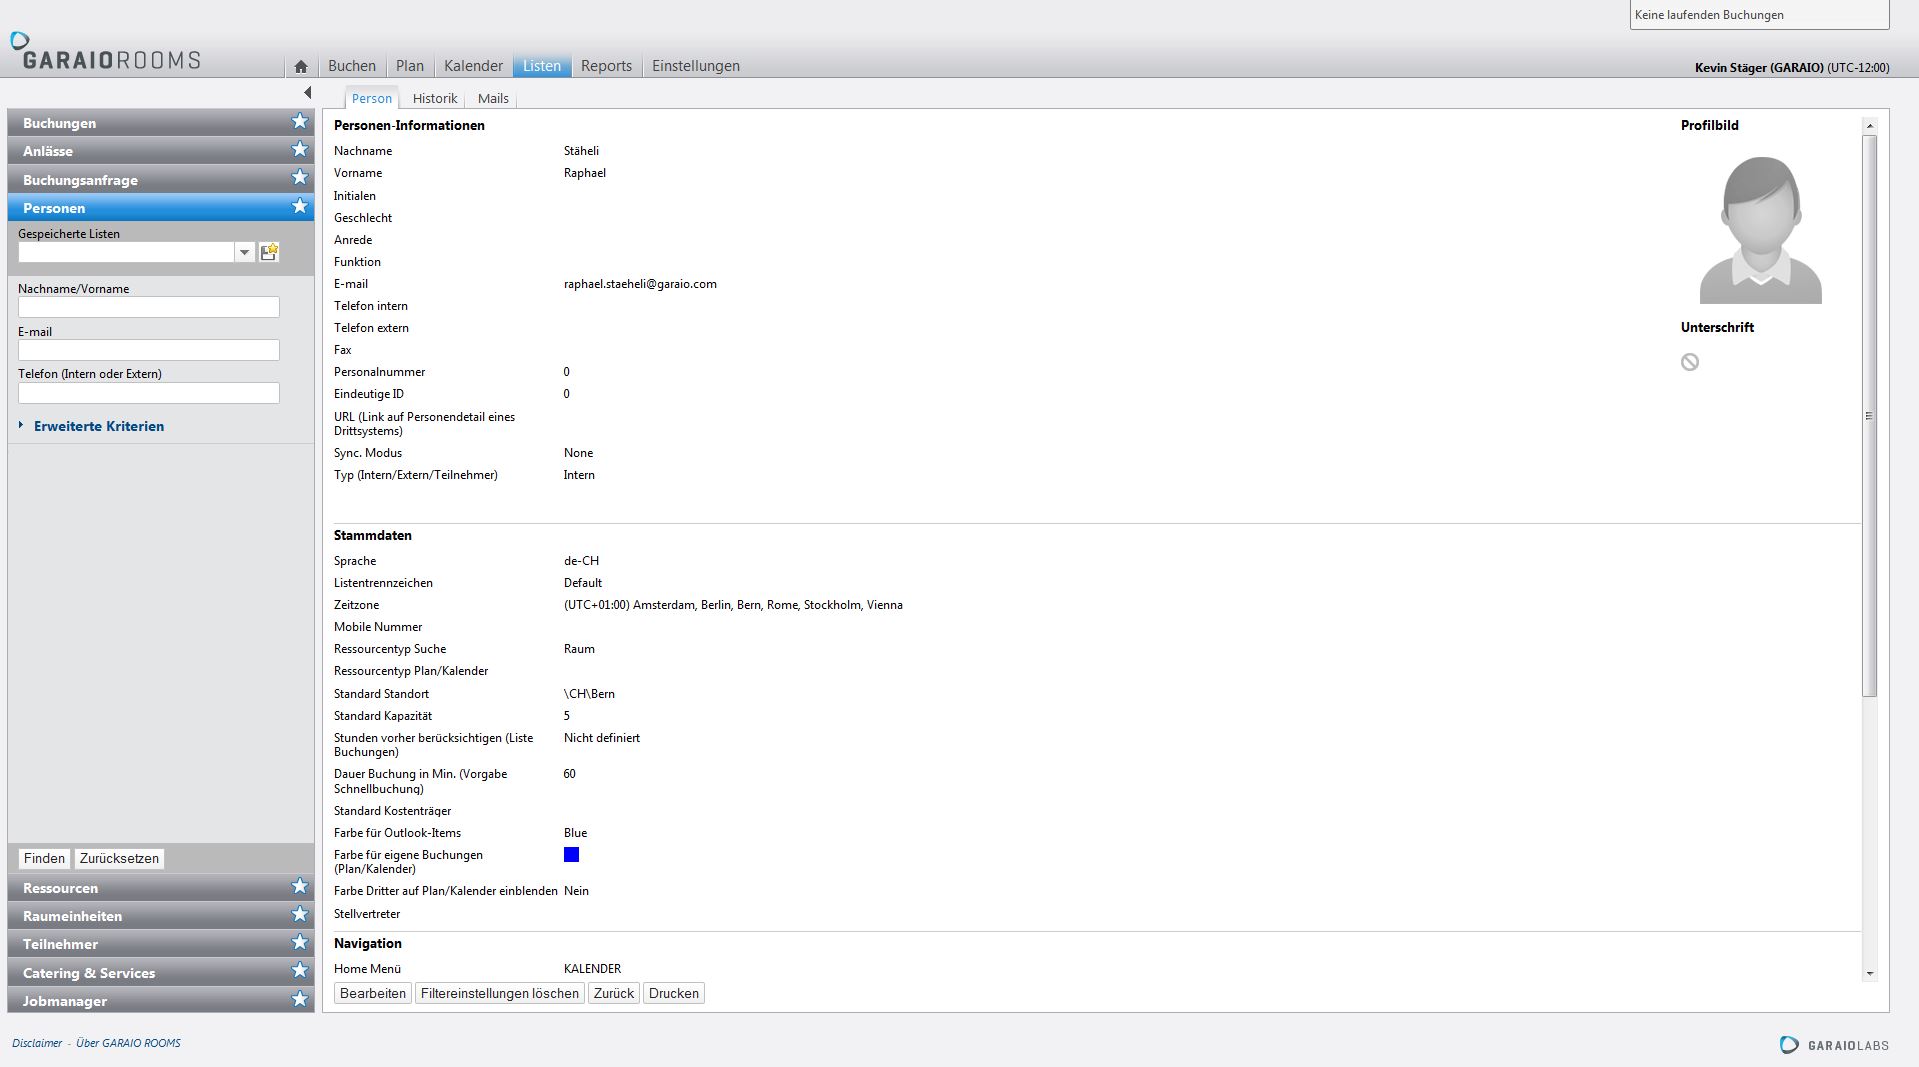 Keine laufenden Buchungen
GARAIOROOMS
Buchen Plan Kalender Listen Reports Einstellungen
Kevin Stäger (GARAIO) (UTC-12:00)
Person Historik Mails
Buchungen
Anlässe
Buchungsanfrage
Personen
Gespeicherte Listen
Nachname/Vorname
E-mail
Telefon (Intern oder Extern)
Erweiterte Kriterien
Finden Zurücksetzen
Ressourcen
Raumeinheiten
Teilnehmer
Catering & Services
Jobmanager
Personen-Informationen
Nachname Stäheli
Vorname Raphael
Initialen
Geschlecht
Anrede
Funktion
E-mail raphael.staeheli@garaio.com
Telefon intern
Telefon extern
Fax
Personalnummer 0
Eindeutige ID 0
URL (Link auf Personendetail eines
Drittsystems)
Sync. Modus None
Typ (Intern/Extern/Teilnehmer) Intern
Profilbild
Unterschrift
Stammdaten
Sprache de-CH
Listentrennzeichen Default
Zeitzone (UTC+01:00) Amsterdam, Berlin, Bern, Rome, Stockholm, Vienna
Mobile Nummer
Ressourcentyp Suche Raum
Ressourcentyp Plan/Kalender
Standard Standort \CH\Bern
Standard Kapazität 5
Stunden vorher berücksichtigen (Liste Nicht definiert
Buchungen)
Dauer Buchung in Min. (Vorgabe 60
Schnellbuchung)
Standard Kostenträger
Farbe für Outlook-Items Blue
Farbe für eigene Buchungen
(Plan/Kalender)
Farbe Dritter auf Plan/Kalender einblenden Nein
Stellvertreter
Navigation
Home Menü KALENDER
Bearbeiten Filtereinstellungen löschen Zurück Drucken
Disclaimer - Über GARAIO ROOMS
GARAIOLABS